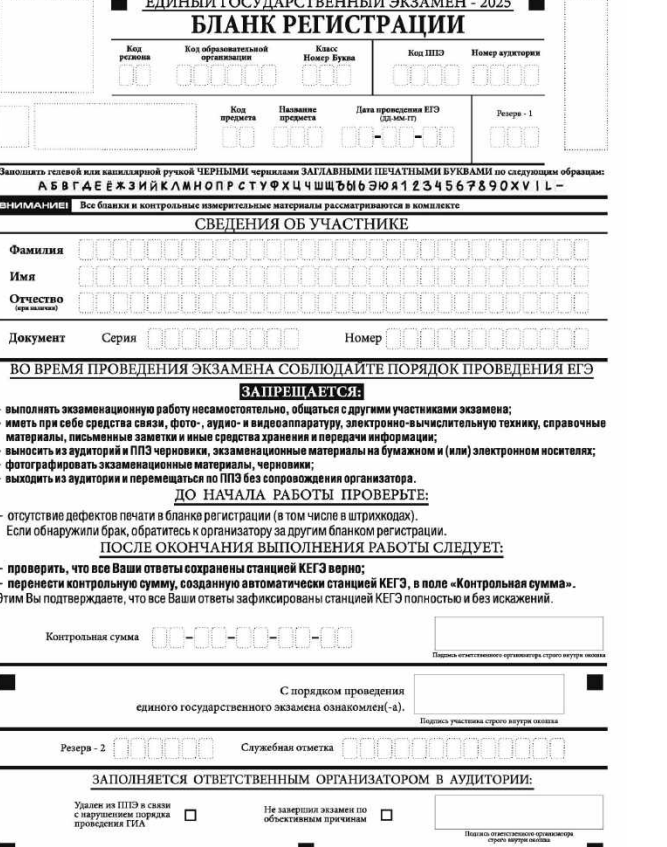 ЕДИНЫЙ ГОСУДАРСТВЕННЫЙ ЭКЗАМЕН - 2025
БЛАНК РЕГИСТРАЦИИ
Код региона
Код образовательной организации
Класс Номер Буква
Код ППЭ
Номер аудитории
Код предмета
Название предмета
Дата проведения ЕГЭ (ДД-ММ-ГГ)
Резерв - 1
Заполнять гелевой или капиллярной ручкой ЧЕРНЫМИ чернилами ЗАГЛАВНЫМИ ПЕЧАТНЫМИ БУКВАМИ по следующим образцам:
А Б В Г Д Е Ё Ж З И Й К Л М Н О П Р С Т У Ф Х Ц Ч Ш Щ Ъ Ы Ь Э Ю Я 1 2 3 4 5 6 7 8 9 0 X V I L -
ВНИМАНИЕ! Все бланки и контрольные измерительные материалы рассматриваются в комплекте
СВЕДЕНИЯ ОБ УЧАСТНИКЕ
Фамилия
Имя
Отчество
(при наличии)
Документ Серия Номер
ВО ВРЕМЯ ПРОВЕДЕНИЯ ЭКЗАМЕНА СОБЛЮДАЙТЕ ПОРЯДОК ПРОВЕДЕНИЯ ЕГЭ
ЗАПРЕЩАЕТСЯ:
- выполнять экзаменационную работу несамостоятельно, общаться с другими участниками экзамена;
- иметь при себе средства связи, фото-, аудио- и видеоаппаратуру, электронно-вычислительную технику, справочные
материалы, письменные заметки и иные средства хранения и передачи информации;
- выносить из аудиторий и ППЭ черновики, экзаменационные материалы на бумажном и (или) электронном носителях;
- фотографировать экзаменационные материалы, черновики;
- выходить из аудитории и перемещаться по ППЭ без сопровождения организатора.
ДО НАЧАЛА РАБОТЫ ПРОВЕРЬТЕ:
- отсутствие дефектов печати в бланке регистрации (в том числе в штрихкодах).
Если обнаружили брак, обратитесь к организатору за другим бланком регистрации.
ПОСЛЕ ОКОНЧАНИЯ ВЫПОЛНЕНИЯ РАБОТЫ СЛЕДУЕТ:
- проверить, что все Ваши ответы сохранены станцией КЕГЭ верно;
- перенести контрольную сумму, созданную автоматически станцией КЕГЭ, в поле «Контрольная сумма».
Этим Вы подтверждаете, что все Ваши ответы зафиксированы станцией КЕГЭ полностью и без искажений.
Контрольная сумма
Подпись ответственного организатора строго внутри окошка
С порядком проведения
единого государственного экзамена ознакомлен(-а).
Подпись участника строго внутри окошка
Резерв - 2 Служебная отметка
ЗАПОЛНЯЕТСЯ ОТВЕТСТВЕННЫМ ОРГАНИЗАТОРОМ В АУДИТОРИИ:
Удален из ППЭ в связи
с нарушением порядка
проведения ГИА
Не завершил экзамен по
объективным причинам
Подпись ответственного организатора
строго внутри окошка